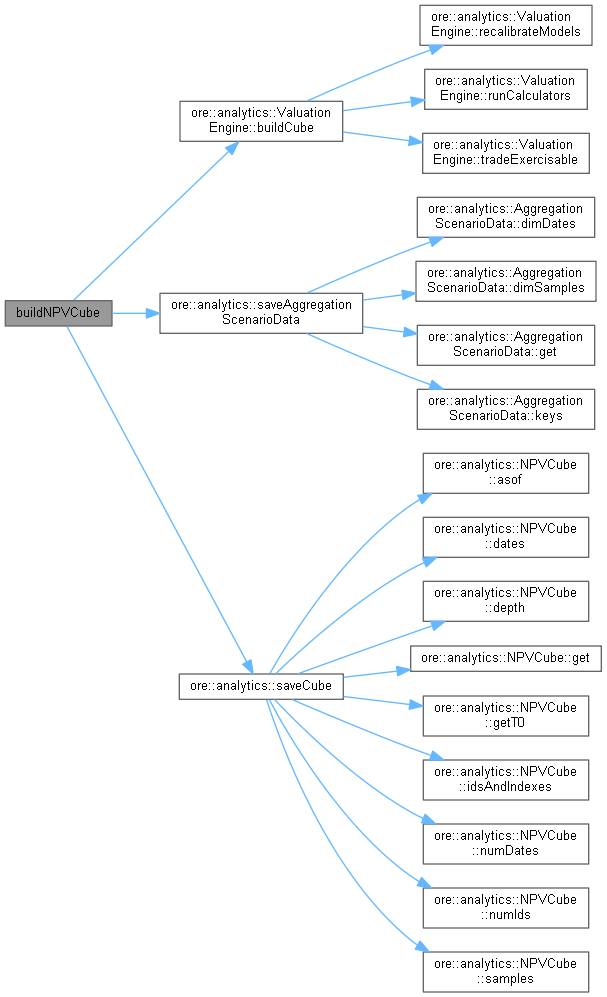 buildNPVCube
ore::analytics::Valuation
Engine::buildCube
ore::analytics::Valuation
Engine::recalibrateModels
ore::analytics::Valuation
Engine::runCalculators
ore::analytics::Valuation
Engine::tradeExercisable
ore::analytics::saveAggregation
ScenarioData
ore::analytics::Aggregation
ScenarioData::dimDates
ore::analytics::Aggregation
ScenarioData::dimSamples
ore::analytics::Aggregation
ScenarioData::get
ore::analytics::Aggregation
ScenarioData::keys
ore::analytics::saveCube
ore::analytics::NPVCube
::asof
ore::analytics::NPVCube
::dates
ore::analytics::NPVCube
::depth
ore::analytics::NPVCube::get
ore::analytics::NPVCube
::getT0
ore::analytics::NPVCube
::idsAndIndexes
ore::analytics::NPVCube
::numDates
ore::analytics::NPVCube
::numIds
ore::analytics::NPVCube
::samples